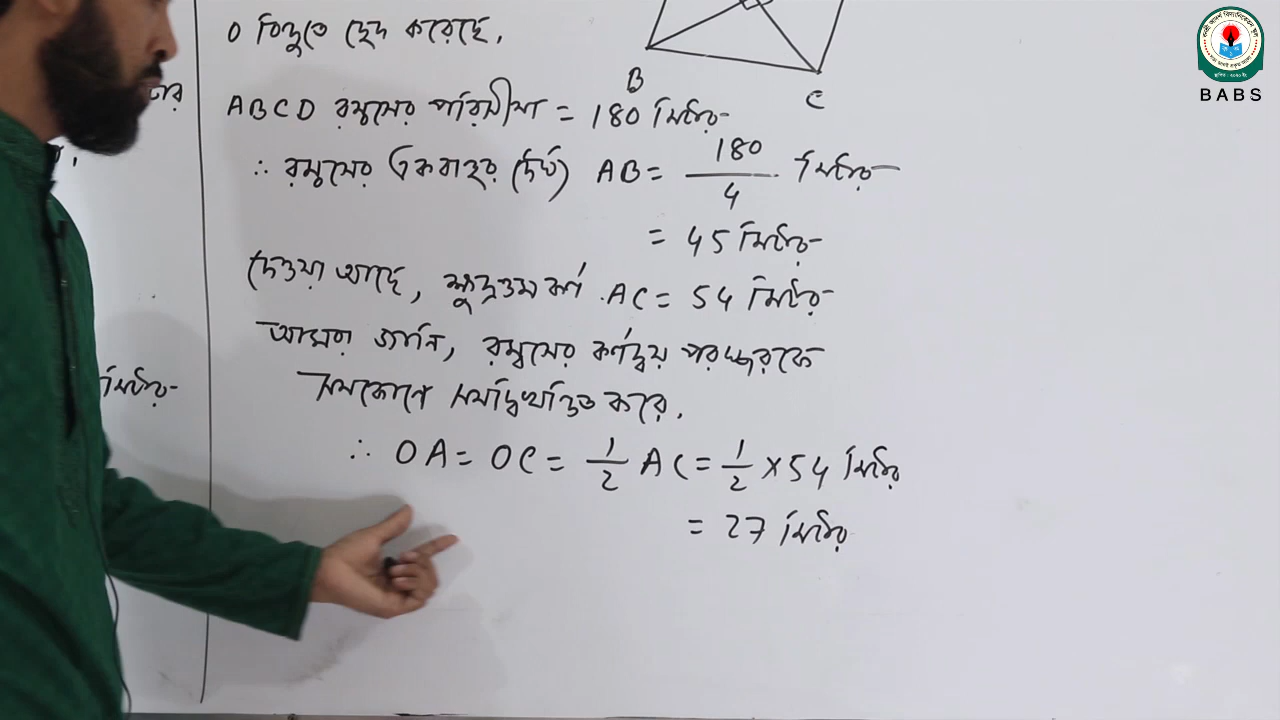 O বিন্দুতে ছেদ করেছে,
B
C
ABCD রম্বসের পরিসীমা = 180 মিটার
∴ রম্বসের একবাহুর দৈর্ঘ্য AB = 180/4 মিটার
= 45 মিটার
দেওয়া আছে, ক্ষুদ্রতম কর্ণ AC = 54 মিটার
আমরা জানি, রম্বসের কর্ণদ্বয় পরস্পরকে
সমকোণে সমদ্বিখণ্ডিত করে,
∴ OA = OC = 1/2 AC = 1/2 × 54 মিটার
= 27 মিটার
মিটার
BABS